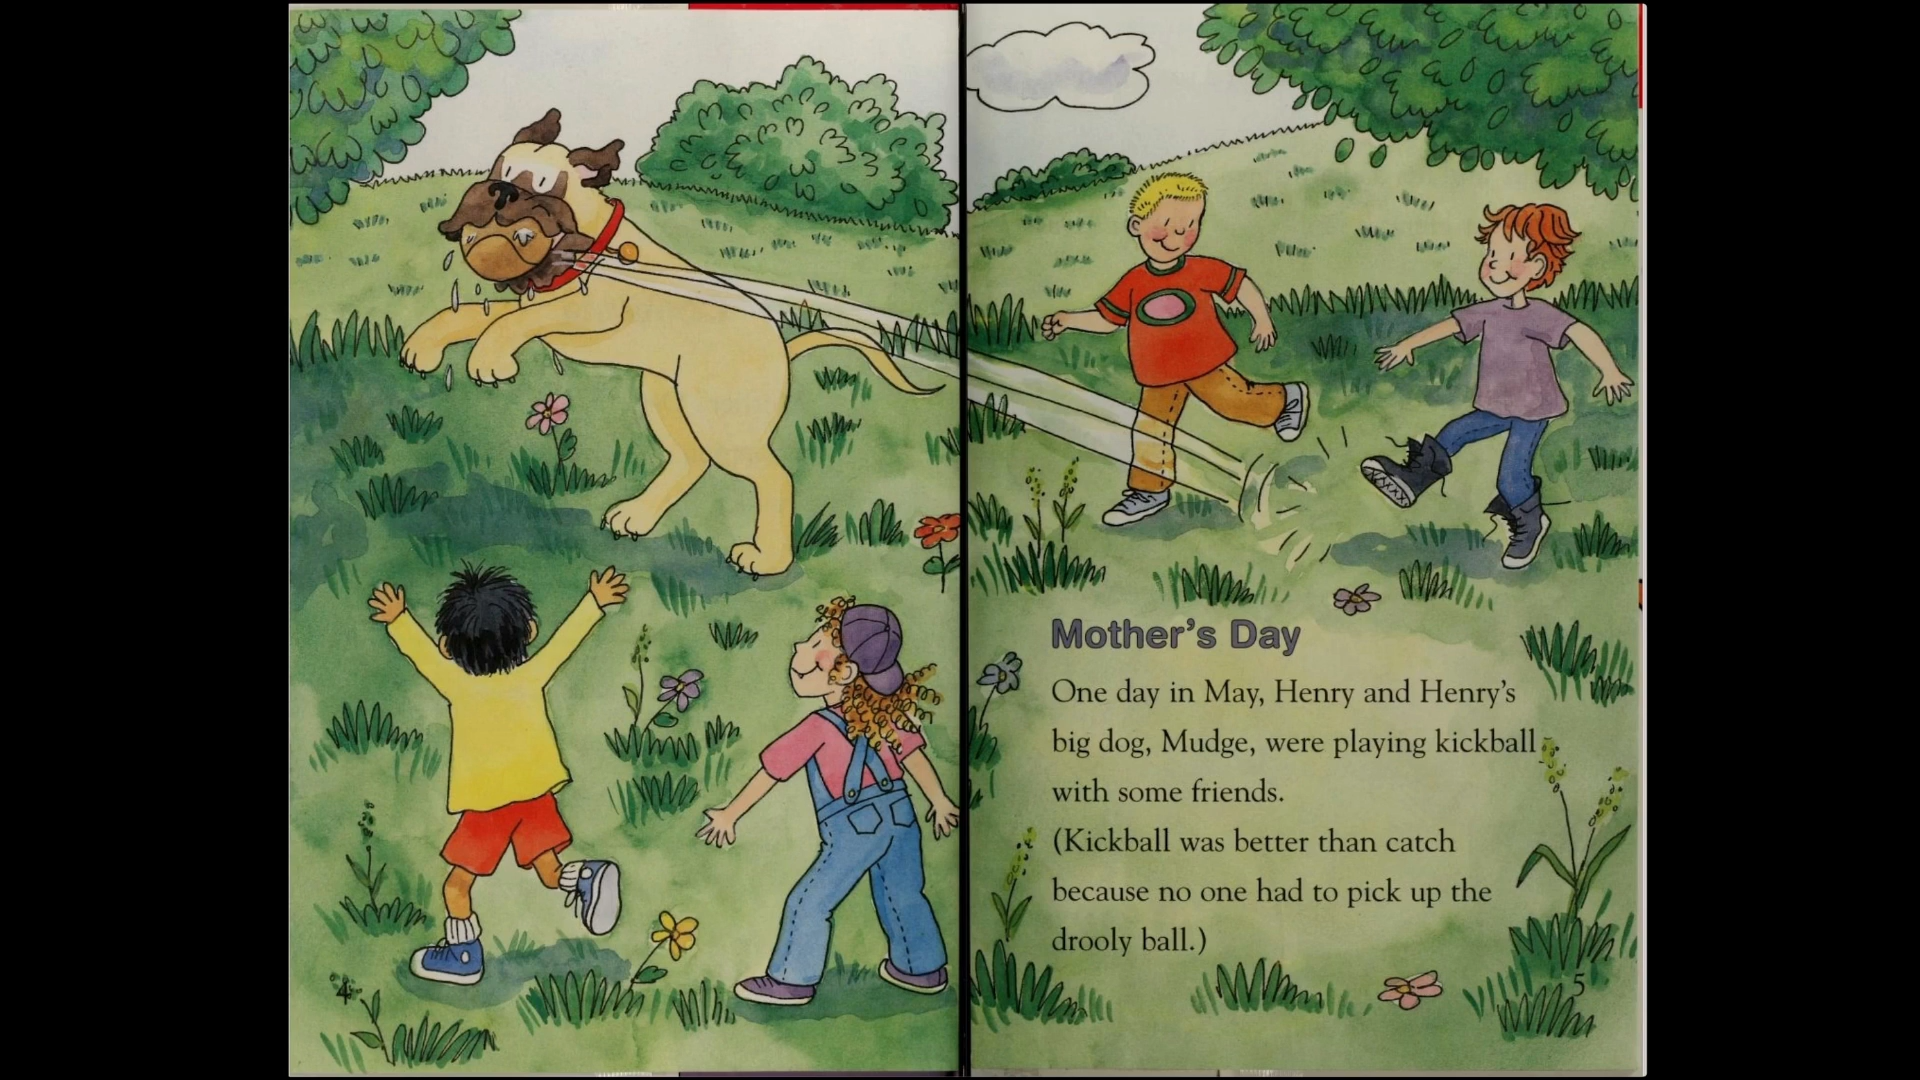 Mother's Day
One day in May, Henry and Henry's
big dog, Mudge, were playing kickball
with some friends.
(Kickball was better than catch
because no one had to pick up the
drooly ball.)
4
5